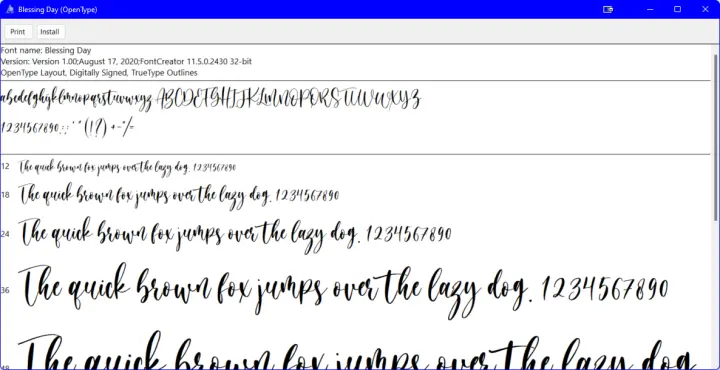 Blessing Day (OpenType)
Print Install
Font name: Blessing Day
Version: Version 1.00;August 17, 2020;FontCreator 11.5.0.2430 32-bit
OpenType Layout, Digitally Signed, TrueType Outlines
abcdefghijklmnopqrstuvwxyz ABCDEFGHIJKLMNOPQRSTUVWXYZ
1234567890.:,; ' " (!?) +-*/=
12 The quick brown fox jumps over the lazy dog. 1234567890
18 The quick brown fox jumps over the lazy dog. 1234567890
24 The quick brown fox jumps over the lazy dog. 1234567890
36 The quick brown fox jumps over the lazy dog. 1234567890
48 The quick brown fox jumps over the lazy dog